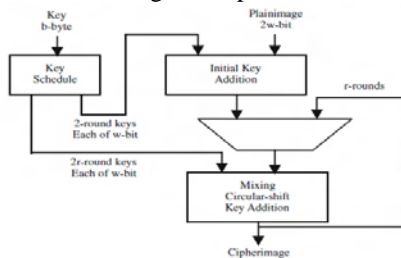 Key
b-byte
Plainimage
2w-bit
Key
Schedule
Initial Key
Addition
r-rounds
2-round keys
Each of w-bit
2r-round keys
Each of w-bit
Mixing
Circular-shift
Key Addition
Cipherimage